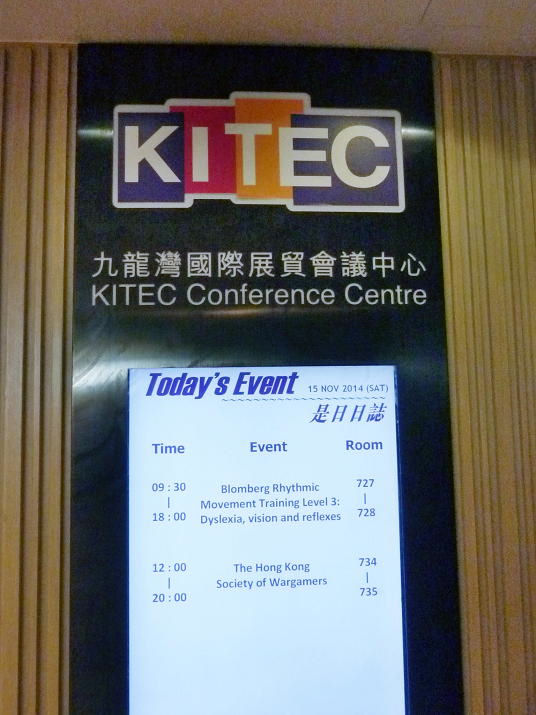 KITEC
九龍灣國際展貿會議中心
KITEC Conference Centre
Today's Event 15 NOV 2014 (SAT)
是日日誌
Time Event Room
09 : 30 Blomberg Rhythmic 727
| Movement Training Level 3: |
18 : 00 Dyslexia, vision and reflexes 728
12 : 00 The Hong Kong 734
| Society of Wargamers |
20 : 00 735